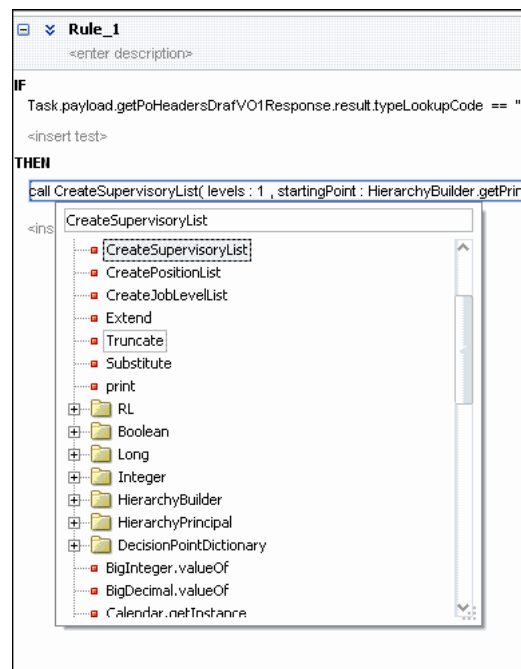 Rule_1
<enter description>
IF
Task.payload.getPoHeadersDrafVO1Response.result.typeLookupCode == "
<insert test>
THEN
call CreateSupervisoryList( levels : 1 , startingPoint : HierarchyBuilder.getPrin
<ins
CreateSupervisoryList
CreateSupervisoryList
CreatePositionList
CreateJobLevelList
Extend
Truncate
Substitute
print
RL
Boolean
Long
Integer
HierarchyBuilder
HierarchyPrincipal
DecisionPointDictionary
BigInteger.valueOf
BigDecimal.valueOf
Calendar.getInstance